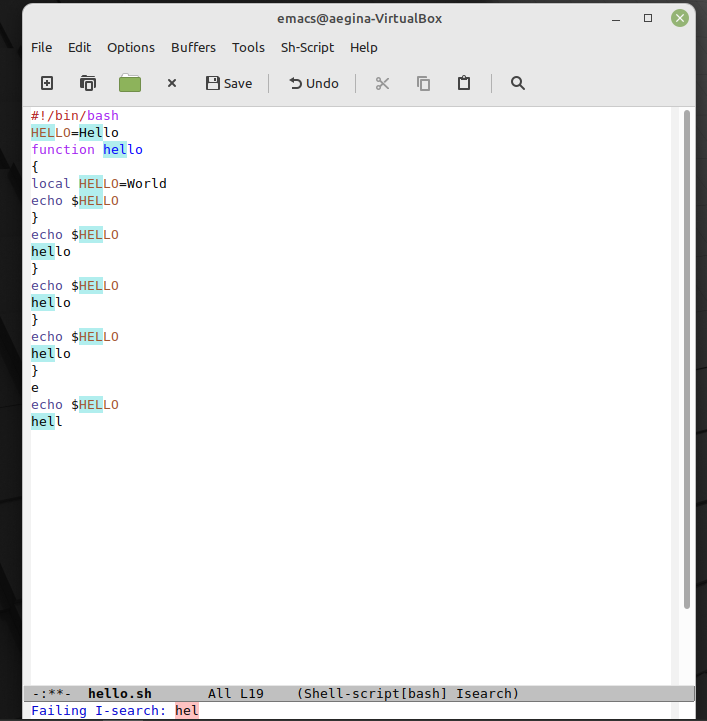 emacs@aegina-VirtualBox
File Edit Options Buffers Tools Sh-Script Help
Save Undo
#!/bin/bash
HELLO=Hello
function hello
{
local HELLO=World
echo $HELLO
}
echo $HELLO
hello
}
echo $HELLO
hello
}
echo $HELLO
hello
}
e
echo $HELLO
hell
-:**- hello.sh All L19 (Shell-script[bash] Isearch)
Failing I-search: hel